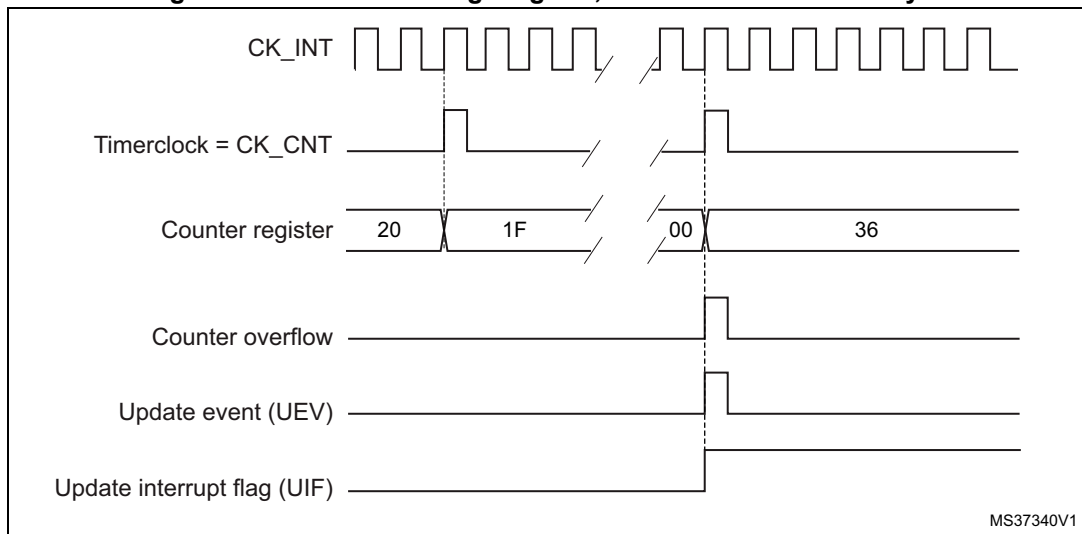 CK_INT
Timerclock = CK_CNT
Counter register 20 1F 00 36
Counter overflow
Update event (UEV)
Update interrupt flag (UIF)
MS37340V1